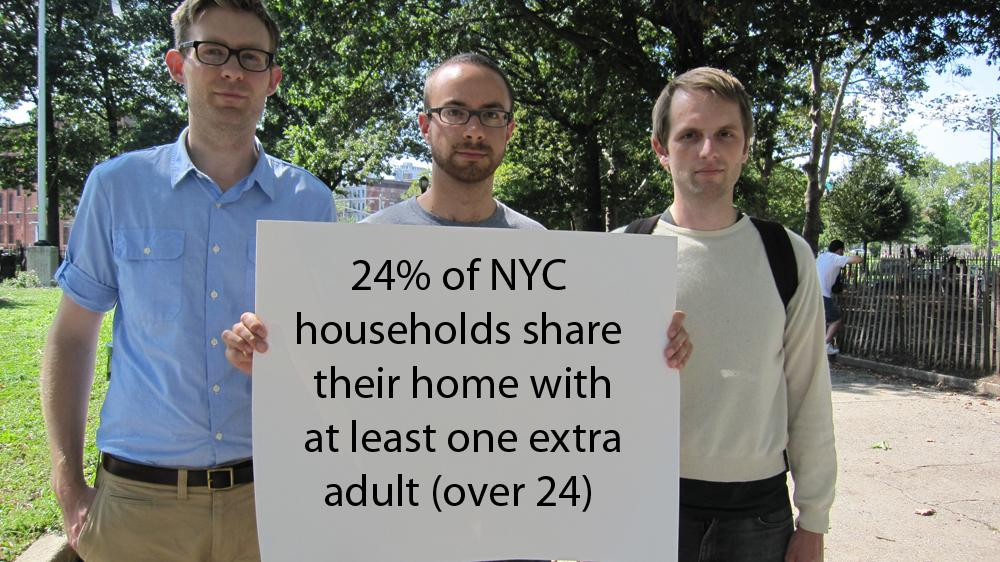 24% of NYC
households share
their home with
at least one extra
adult (over 24)